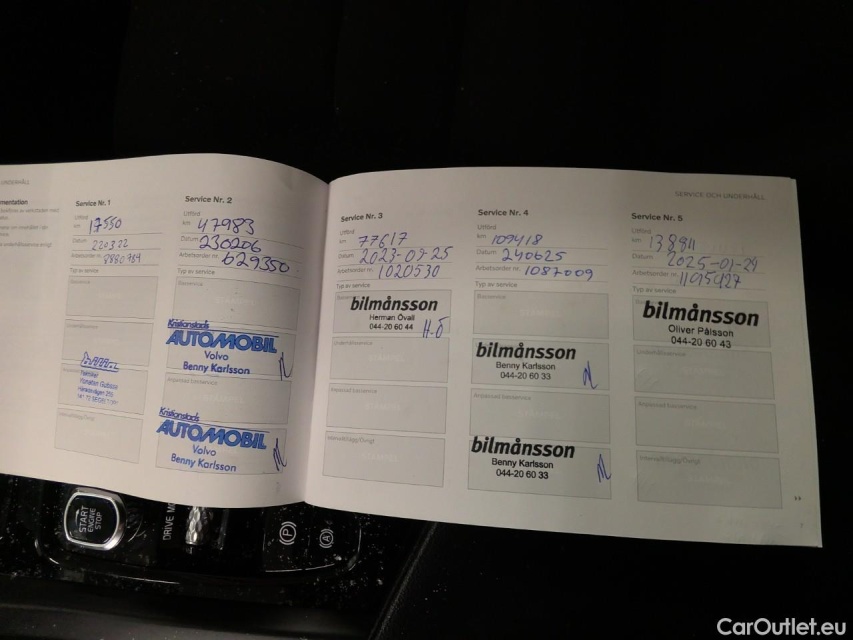 UNDERHÅLL
Service Nr. 1
Utförd
km 17550
Datum 220322
Arbetsorder nr.
Typ av service
Service Nr. 2
Utförd
km 47983
Datum 230206
Arbetsorder nr. 629350
Typ av service
Kristianstads
AUTOMOBIL
Volvo
Benny Karlsson
Kristianstads
AUTOMOBIL
Volvo
Benny Karlsson
SERVICE OCH UNDERHÅLL
Service Nr. 3
Utförd
km 77617
Datum 2023-09-25
Arbetsorder nr. 1020530
Typ av service
bilmånsson
Herman Övall
044-20 60 44
H.Ö
Service Nr. 4
Utförd
km 109418
Datum 240625
Arbetsorder nr. 1087009
Typ av service
bilmånsson
Benny Karlsson
044-20 60 33
bilmånsson
Benny Karlsson
044-20 60 33
Service Nr. 5
Utförd
km 138811
Datum 2025-01-29
Arbetsorder nr.
Typ av service
bilmånsson
Oliver Pålsson
044-20 60 43
START
ENGINE
STOP
DRIVE
(P)
(A)
CarOutlet.eu